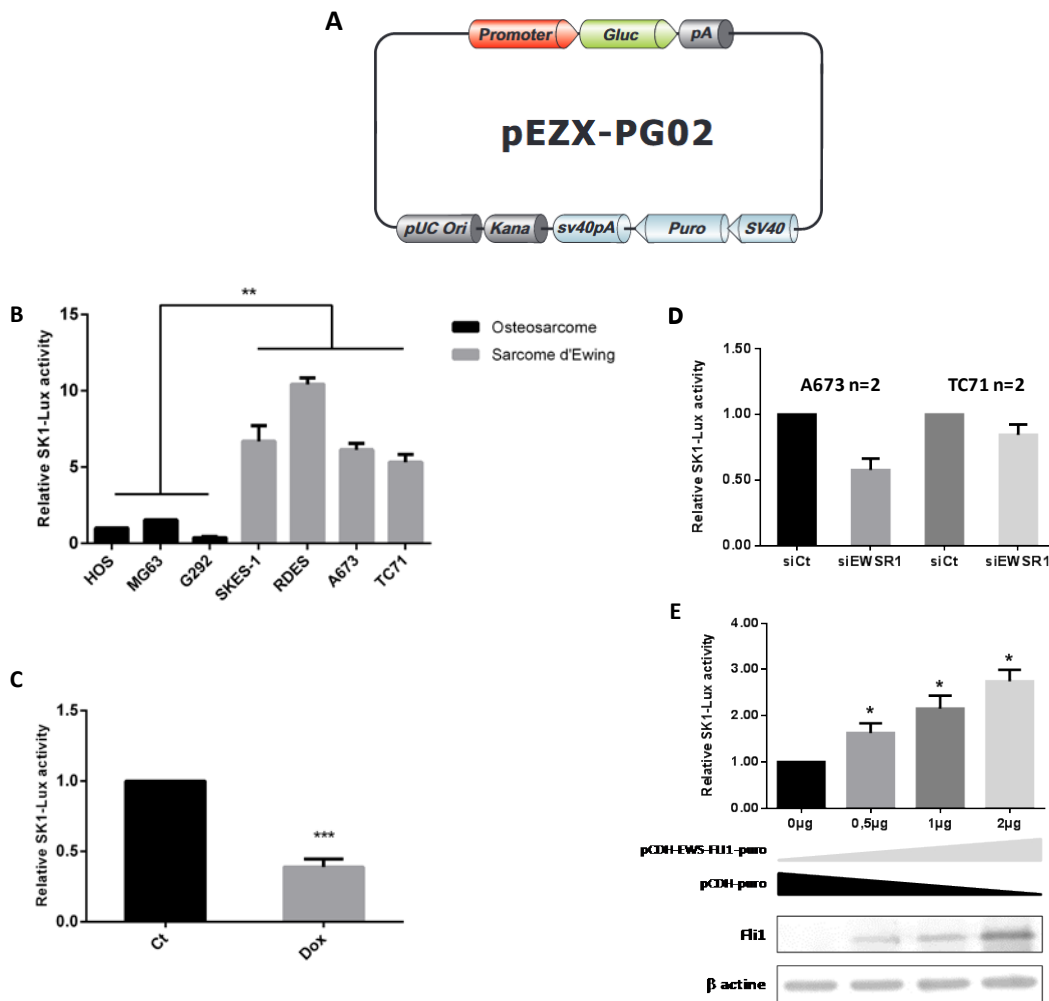 A
Promoter Gluc pA
pEZX-PG02
pUC Ori Kana sv40pA Puro SV40
B
Relative SK1-Lux activity
15
10
5
0
**
HOS MG63 G292 SKES-1 RDES A673 TC71
Osteosarcome
Sarcome d'Ewing
C
Relative SK1-Lux activity
1.5
1.0
0.5
0.0
***
Ct Dox
D
Relative SK1-Lux activity
1.50
1.00
0.50
0.00
A673 n=2 TC71 n=2
siCt siEWSR1 siCt siEWSR1
E
Relative SK1-Lux activity
4.00
3.00
2.00
1.00
0.00
* * *
0µg 0,5µg 1µg 2µg
pCDH-EWS-FLI1-puro
pCDH-puro
Fli1
β actine